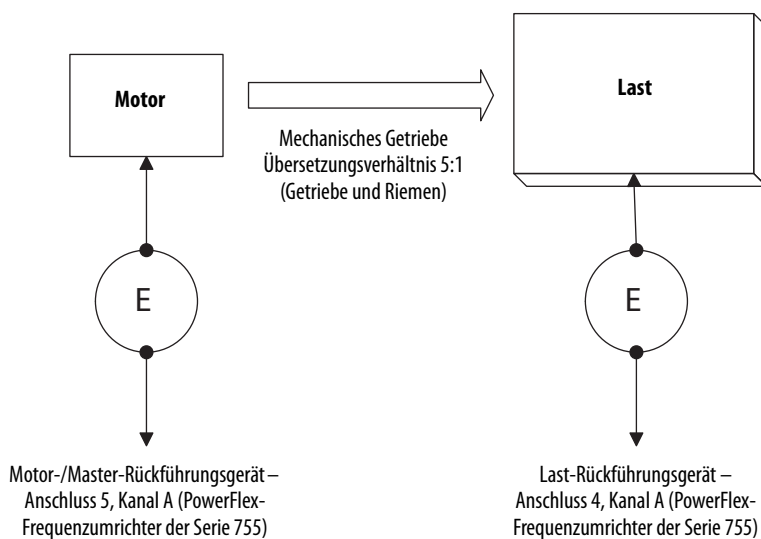 Motor
Last
Mechanisches Getriebe
Übersetzungsverhältnis 5:1
(Getriebe und Riemen)
E
E
Motor-/Master-Rückführungsgerät –
Anschluss 5, Kanal A (PowerFlex-
Frequenzumrichter der Serie 755)
Last-Rückführungsgerät –
Anschluss 4, Kanal A (PowerFlex-
Frequenzumrichter der Serie 755)